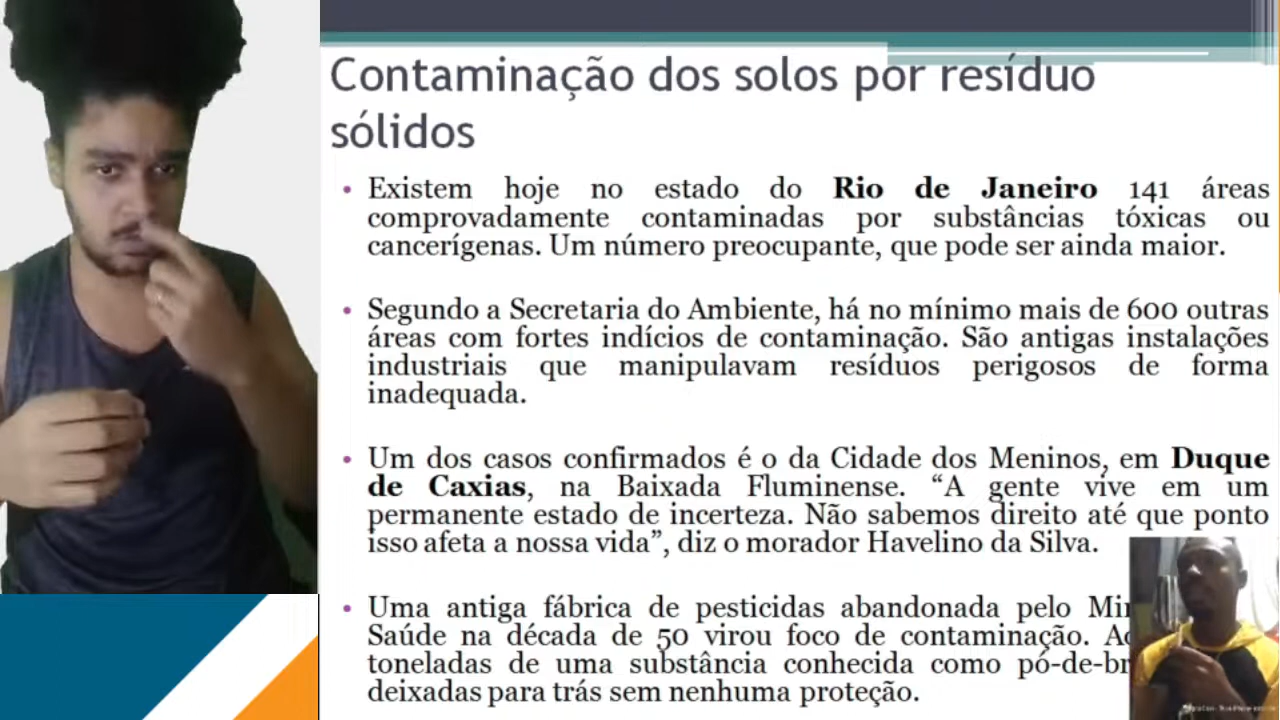 Contaminação dos solos por resíduo
sólidos
• Existem hoje no estado do Rio de Janeiro 141 áreas
comprovadamente contaminadas por substâncias tóxicas ou
cancerígenas. Um número preocupante, que pode ser ainda maior.
• Segundo a Secretaria do Ambiente, há no mínimo mais de 600 outras
áreas com fortes indícios de contaminação. São antigas instalações
industriais que manipulavam resíduos perigosos de forma
inadequada.
• Um dos casos confirmados é o da Cidade dos Meninos, em Duque
de Caxias, na Baixada Fluminense. “A gente vive em um
permanente estado de incerteza. Não sabemos direito até que ponto
isso afeta a nossa vida”, diz o morador Havelino da Silva.
• Uma antiga fábrica de pesticidas abandonada pelo
Saúde na década de 50 virou foco de contaminação.
toneladas de uma substância conhecida como
deixadas para trás sem nenhuma proteção.